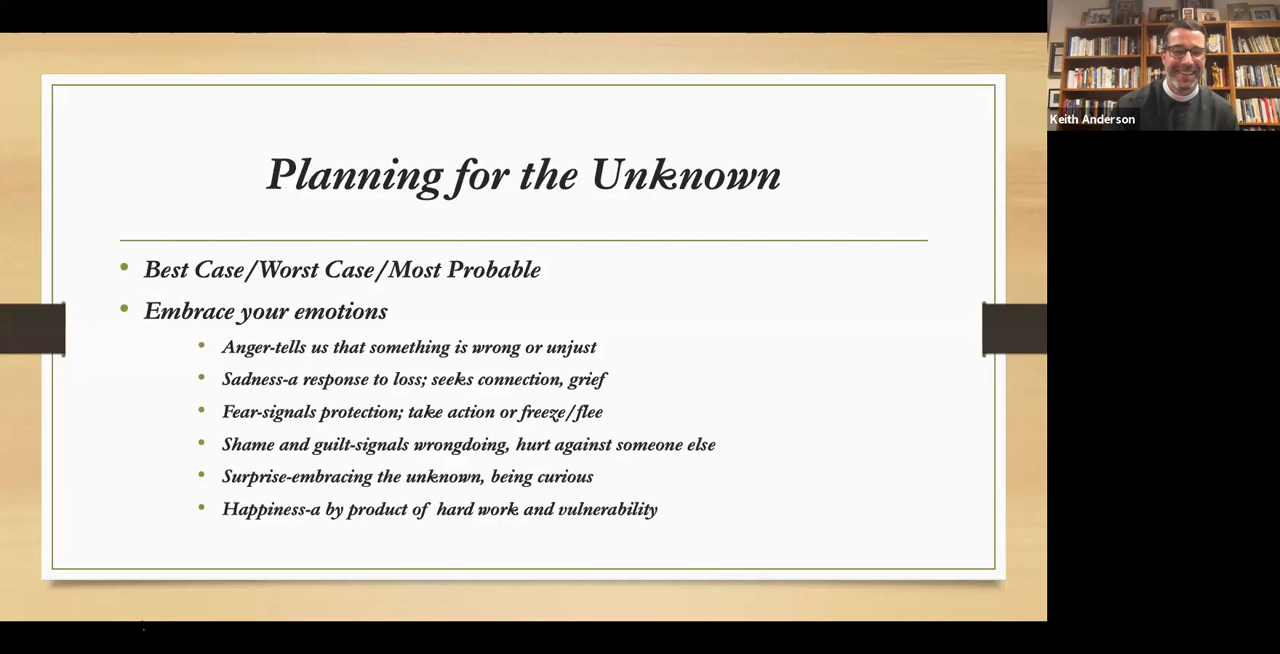 Planning for the Unknown
Best Case/Worst Case/Most Probable
Embrace your emotions
Anger-tells us that something is wrong or unjust
Sadness-a response to loss; seeks connection, grief
Fear-signals protection; take action or freeze/flee
Shame and guilt-signals wrongdoing, hurt against someone else
Surprise-embracing the unknown, being curious
Happiness-a by product of hard work and vulnerability
Keith Anderson